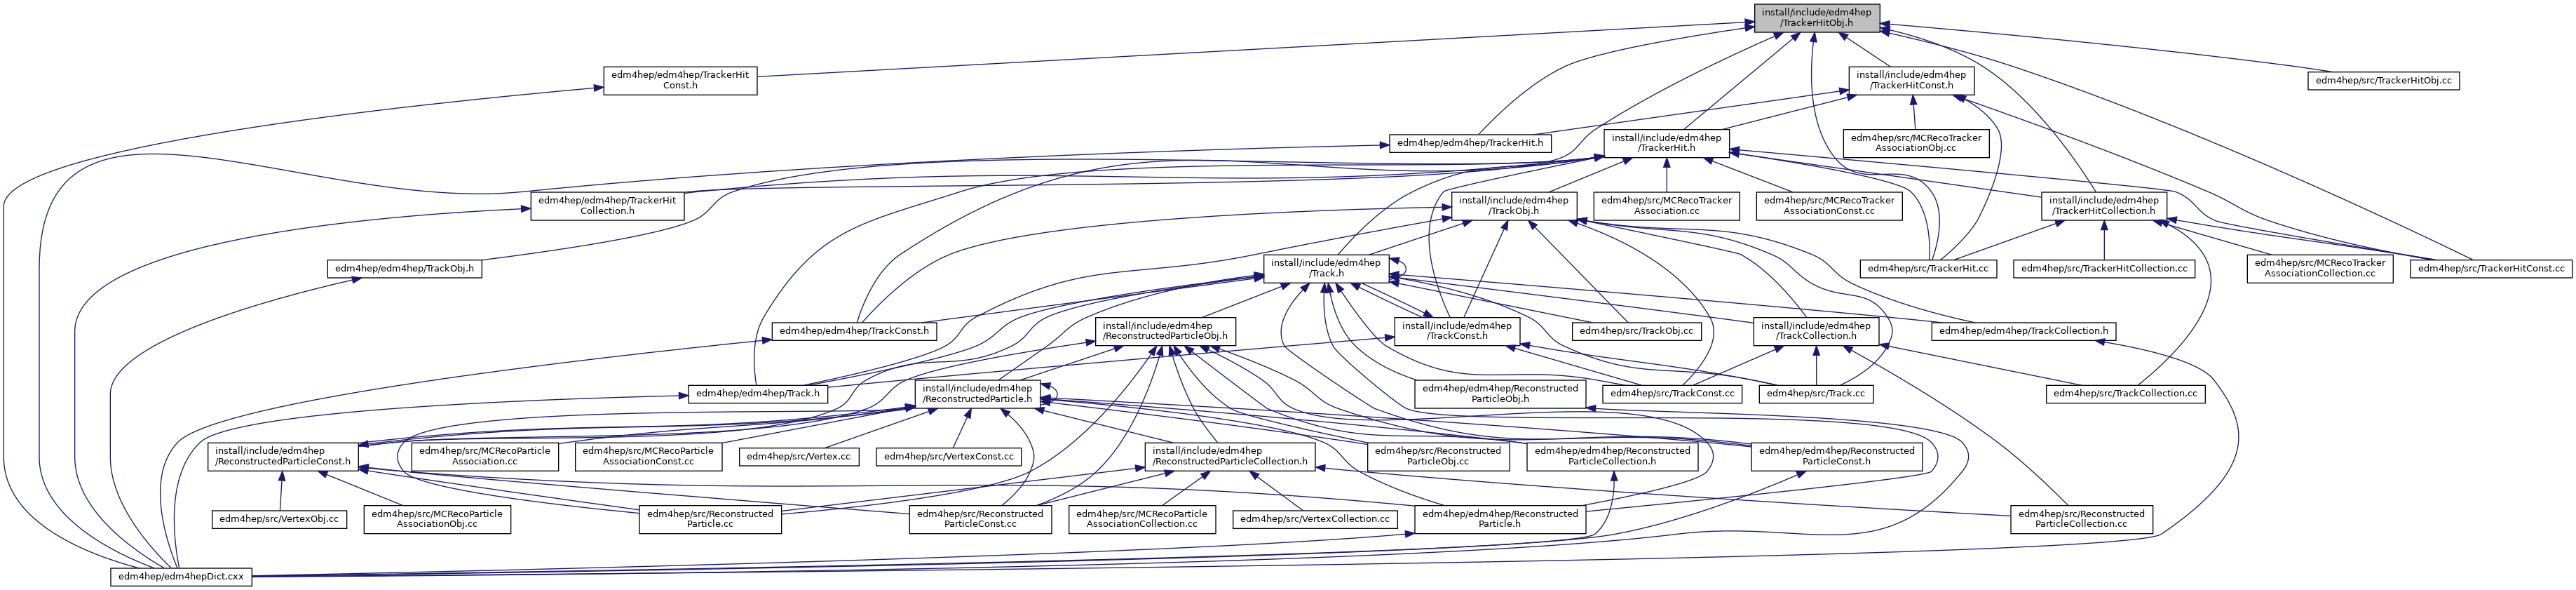 install/include/edm4hep
/TrackerHitObj.h
edm4hep/edm4hep/TrackerHit
Const.h
install/include/edm4hep
/TrackerHitConst.h
edm4hep/src/TrackerHitObj.cc
edm4hep/edm4hep/TrackerHit.h
install/include/edm4hep
/TrackerHit.h
edm4hep/src/MCRecoTracker
AssociationObj.cc
edm4hep/edm4hep/TrackerHit
Collection.h
install/include/edm4hep
/TrackObj.h
edm4hep/src/MCRecoTracker
Association.cc
edm4hep/src/MCRecoTracker
AssociationConst.cc
install/include/edm4hep
/TrackerHitCollection.h
edm4hep/edm4hep/TrackObj.h
install/include/edm4hep
/Track.h
edm4hep/src/TrackerHit.cc
edm4hep/src/TrackerHitCollection.cc
edm4hep/src/MCRecoTracker
AssociationCollection.cc
edm4hep/src/TrackerHitConst.cc
edm4hep/edm4hep/TrackConst.h
install/include/edm4hep
/ReconstructedParticleObj.h
install/include/edm4hep
/TrackConst.h
edm4hep/src/TrackObj.cc
install/include/edm4hep
/TrackCollection.h
edm4hep/edm4hep/TrackCollection.h
edm4hep/edm4hep/Track.h
install/include/edm4hep
/ReconstructedParticle.h
edm4hep/edm4hep/Reconstructed
ParticleObj.h
edm4hep/src/TrackConst.cc
edm4hep/src/Track.cc
edm4hep/src/TrackCollection.cc
install/include/edm4hep
/ReconstructedParticleConst.h
edm4hep/src/MCRecoParticle
Association.cc
edm4hep/src/MCRecoParticle
AssociationConst.cc
edm4hep/src/Vertex.cc
edm4hep/src/VertexConst.cc
install/include/edm4hep
/ReconstructedParticleCollection.h
edm4hep/src/Reconstructed
ParticleObj.cc
edm4hep/edm4hep/Reconstructed
ParticleCollection.h
edm4hep/edm4hep/Reconstructed
ParticleConst.h
edm4hep/src/VertexObj.cc
edm4hep/src/MCRecoParticle
AssociationObj.cc
edm4hep/src/Reconstructed
Particle.cc
edm4hep/src/Reconstructed
ParticleConst.cc
edm4hep/src/MCRecoParticle
AssociationCollection.cc
edm4hep/src/VertexCollection.cc
edm4hep/edm4hep/Reconstructed
Particle.h
edm4hep/src/Reconstructed
ParticleCollection.cc
edm4hep/edm4hepDict.cxx